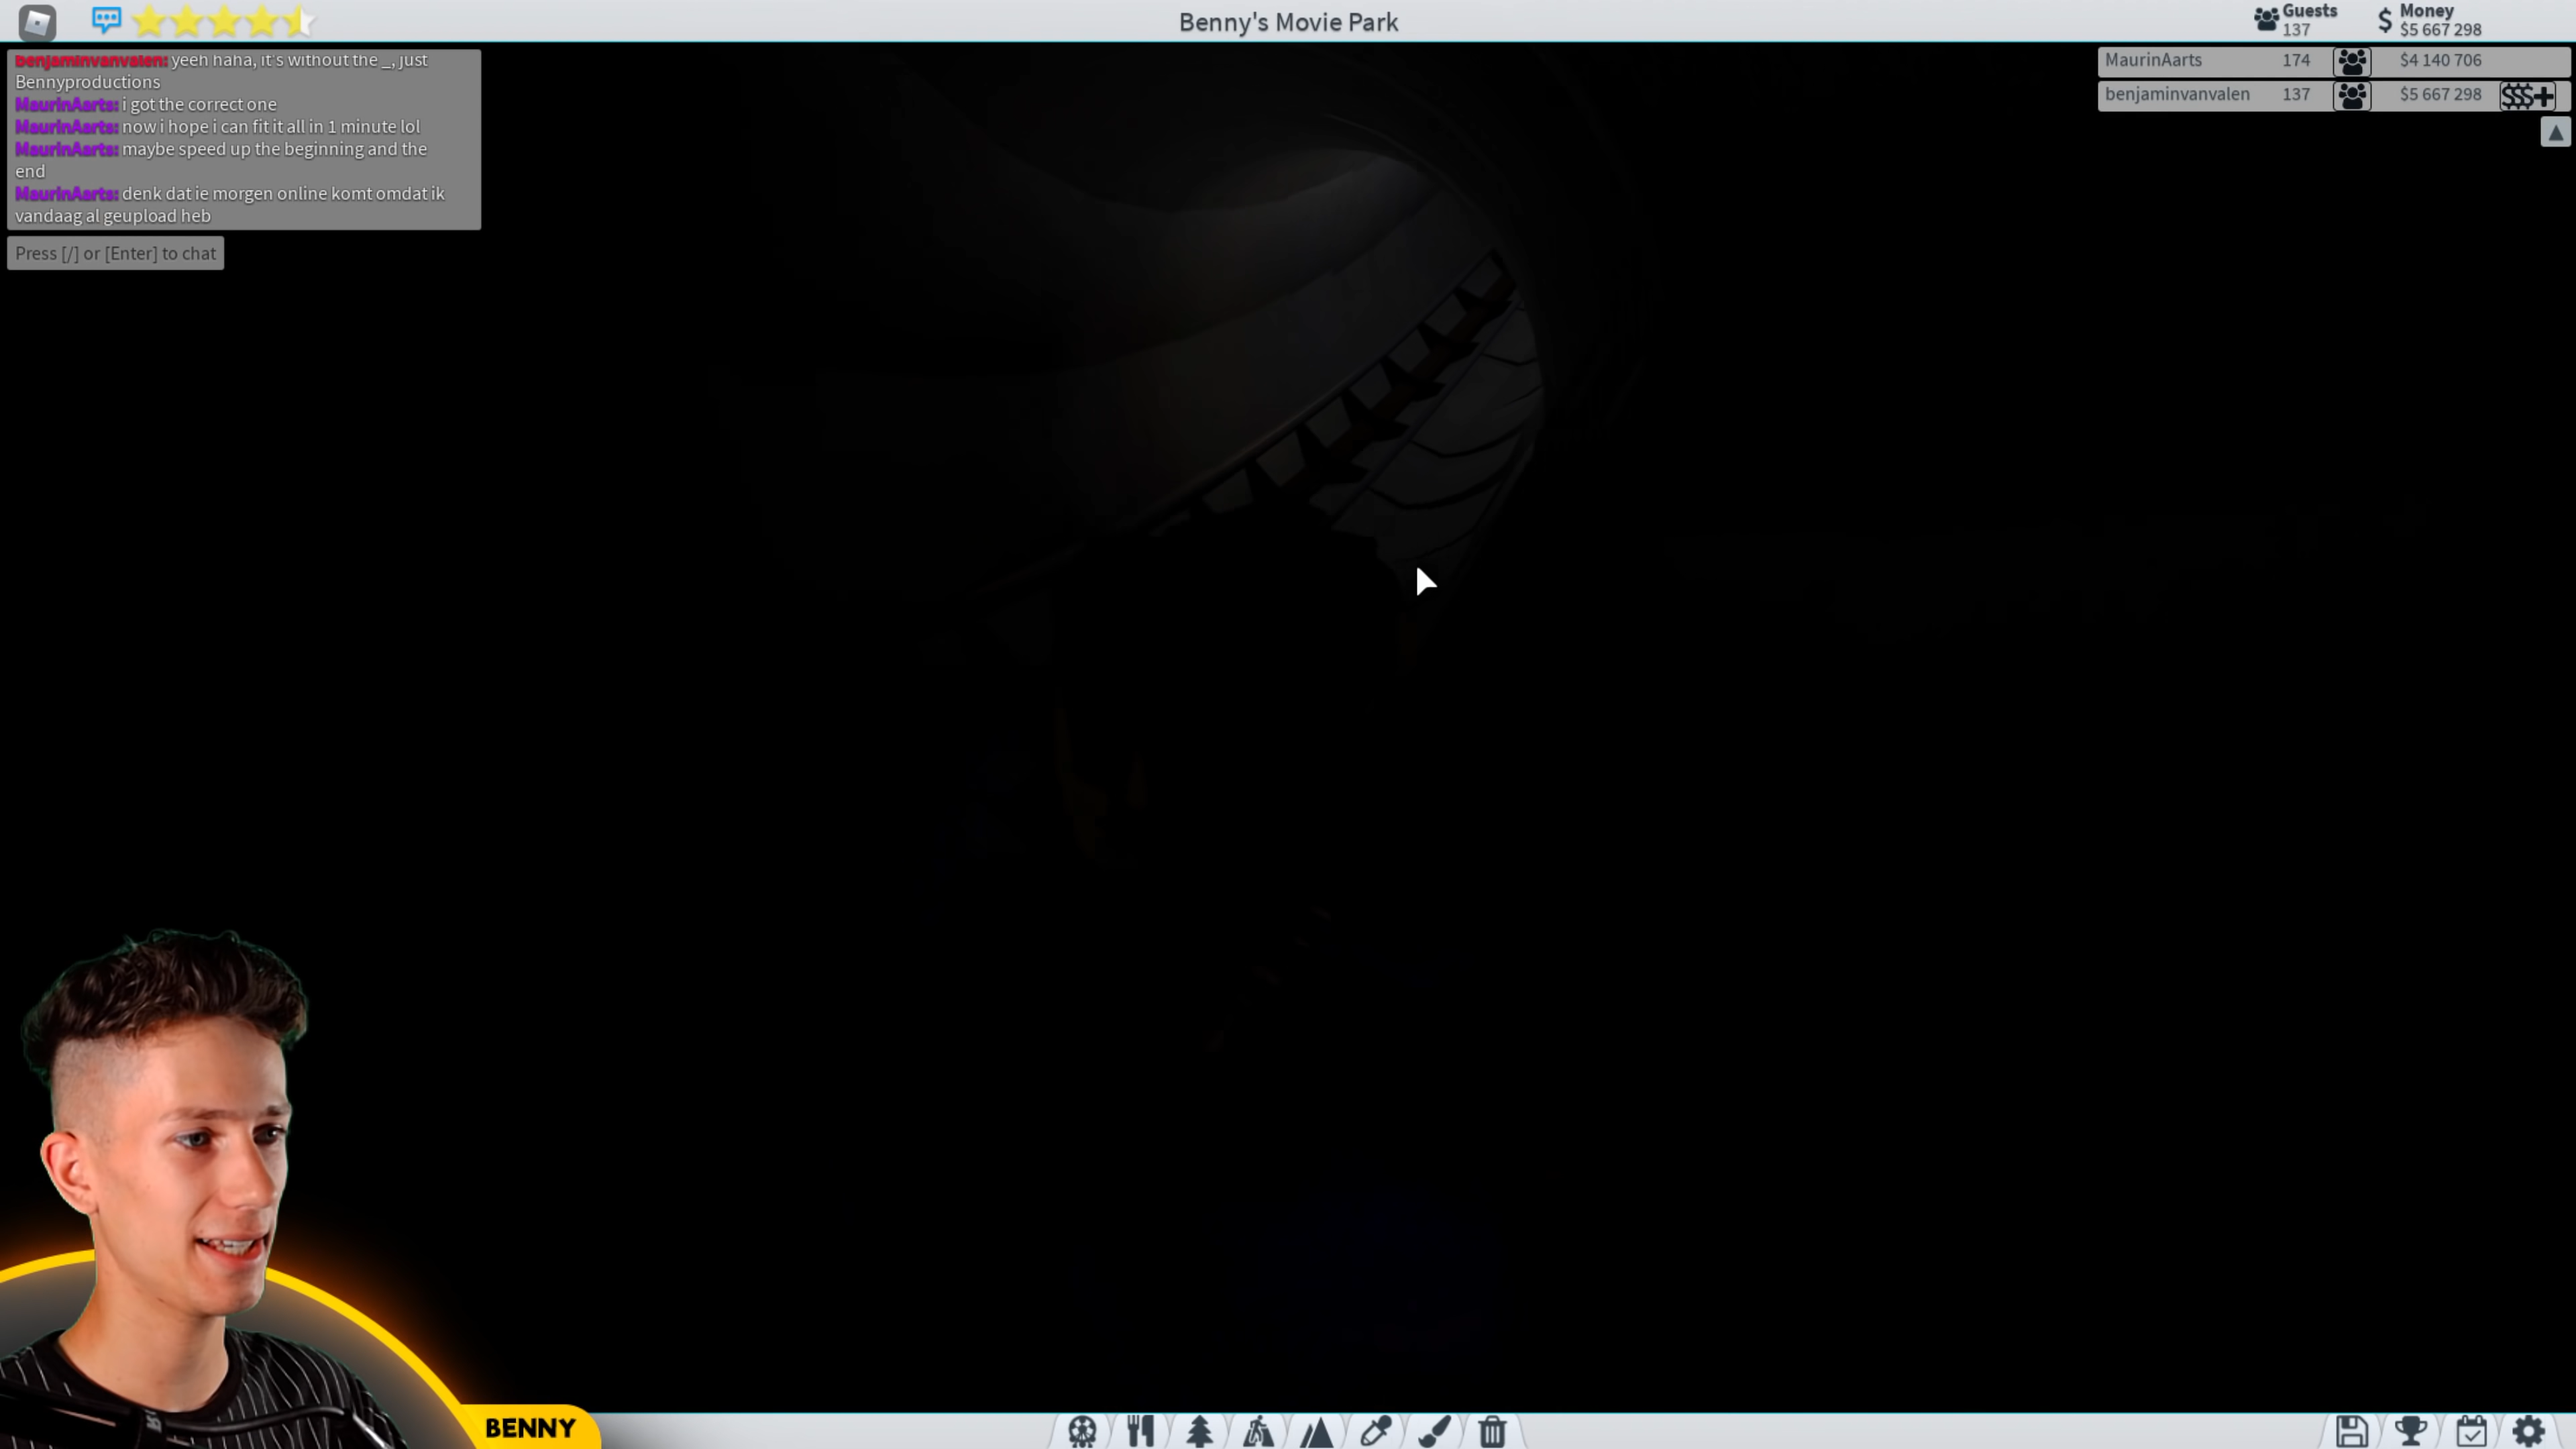 Benny's Movie Park
Guests
137
$ Money
$5 667 298
benjaminvanvalen: yeeh haha, it's without the _, just
Bennyproductions
MaurinAarts: i got the correct one
MaurinAarts: now i hope i can fit it all in 1 minute lol
MaurinAarts: maybe speed up the beginning and the
end
MaurinAarts: denk dat ie morgen online komt omdat ik
vandaag al geupload heb
Press [/] or [Enter] to chat
MaurinAarts 174 $4 140 706
benjaminvanvalen 137 $5 667 298 $$$+
BENNY